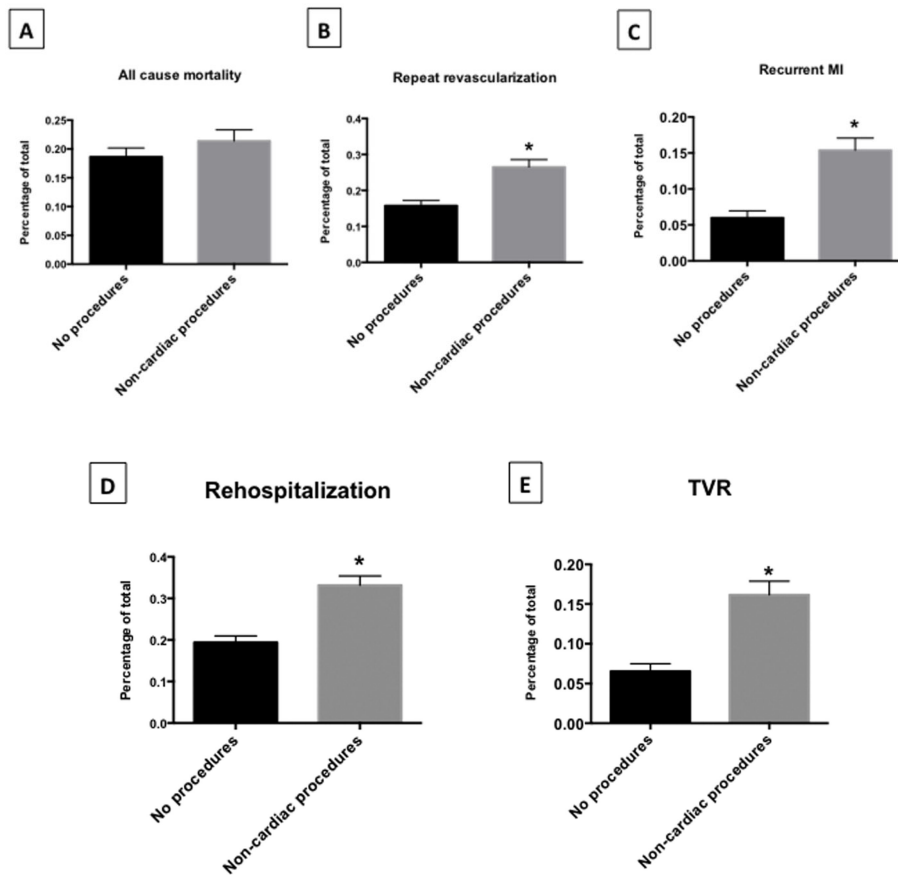 A
All cause mortality
Percentage of total
0.25
0.20
0.15
0.10
0.05
0.00
No procedures
Non-cardiac procedures
B
Repeat revascularization
Percentage of total
0.4
0.3
0.2
0.1
0.0
*
No procedures
Non-cardiac procedures
C
Recurrent MI
Percentage of total
0.20
0.15
0.10
0.05
0.00
*
No procedures
Non-cardiac procedures
D
Rehospitalization
Percentage of total
0.4
0.3
0.2
0.1
0.0
*
No procedures
Non-cardiac procedures
E
TVR
Percentage of total
0.20
0.15
0.10
0.05
0.00
*
No procedures
Non-cardiac procedures